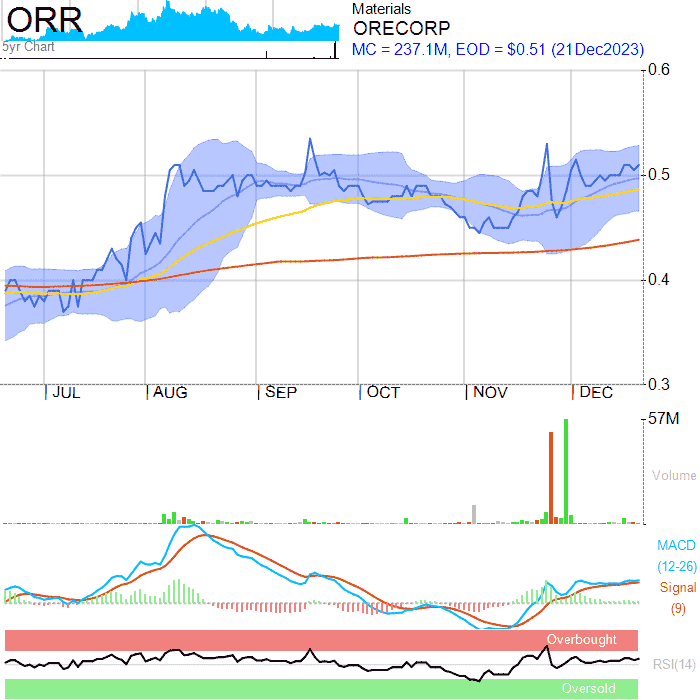 ORR
5yr Chart
Materials
ORECORP
MC = 237.1M, EOD = $0.51 (21Dec2023)
0.6
0.5
0.4
0.3
JUL AUG SEP OCT NOV DEC
57M
Volume
MACD
(12-26)
Signal
(9)
Overbought
RSI(14)
Oversold